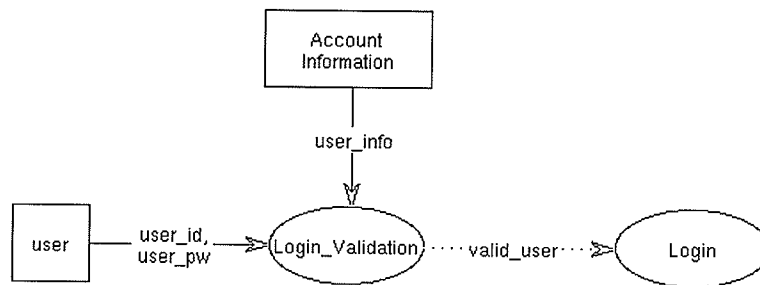 Account
Information
user_info
user
user_id,
user_pw
Login_Validation
valid_user
Login